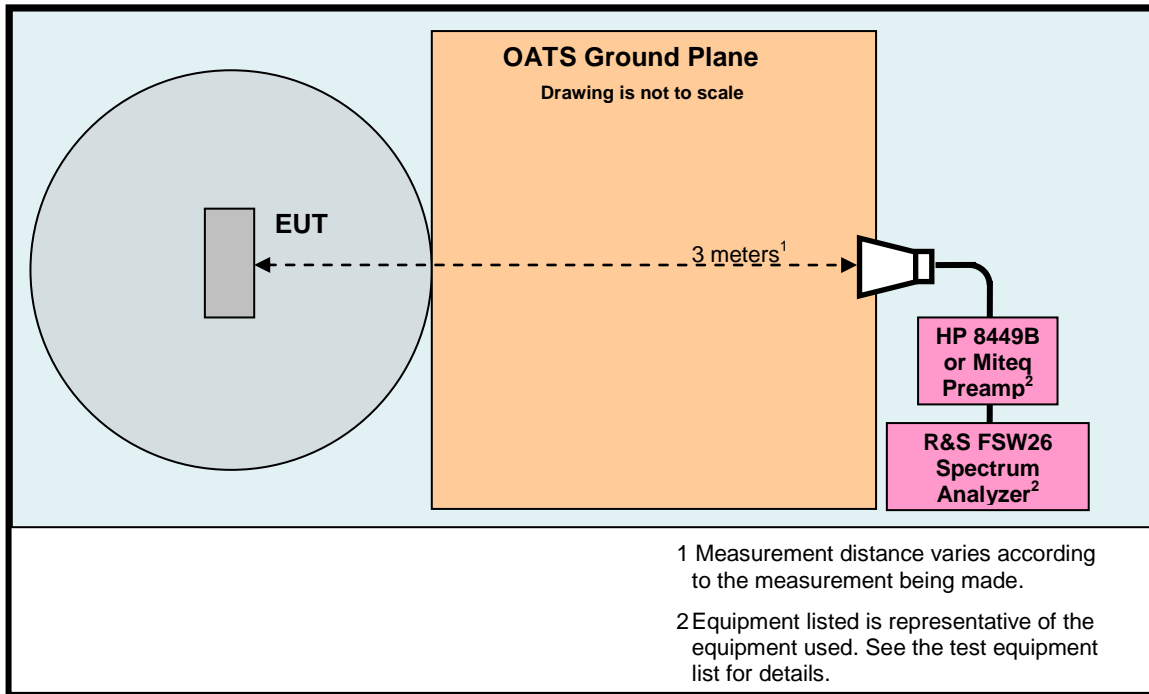 OATS Ground Plane
Drawing is not to scale
EUT
3 meters¹
HP 8449B
or Miteq
Preamp²
R&S FSW26
Spectrum
Analyzer²
1 Measurement distance varies according
to the measurement being made.
2 Equipment listed is representative of the
equipment used. See the test equipment
list for details.